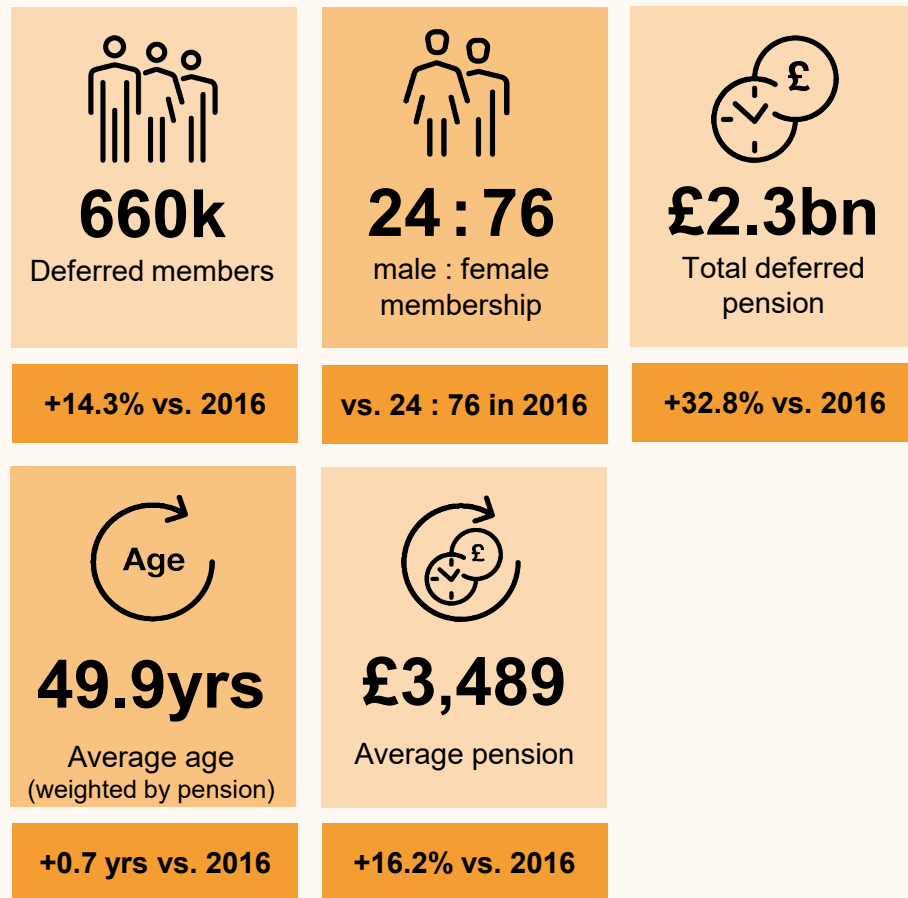 660k
Deferred members
+14.3% vs. 2016
24 : 76
male : female
membership
vs. 24 : 76 in 2016
£
£2.3bn
Total deferred
pension
+32.8% vs. 2016
Age
49.9yrs
Average age
(weighted by pension)
+0.7 yrs vs. 2016
£
£3,489
Average pension
+16.2% vs. 2016